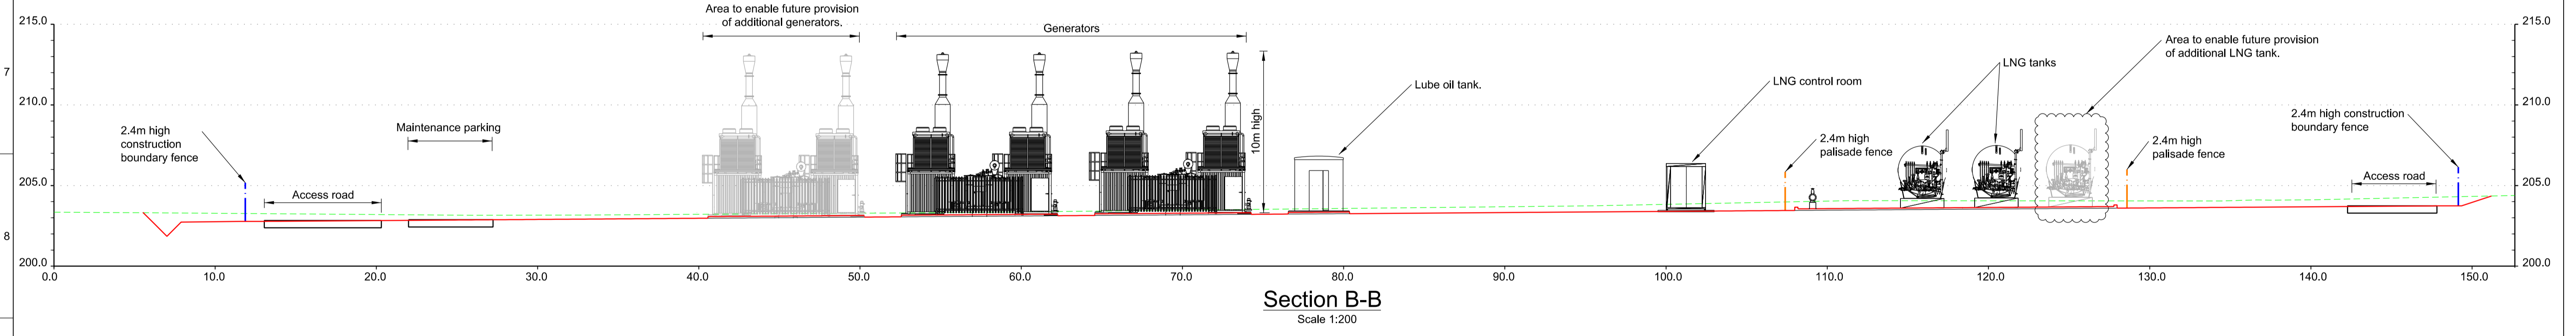 Area to enable future provision
of additional generators.
Generators
215.0
215.0
Area to enable future provision
of additional LNG tank.
7
LNG tanks
LNG control room
Lube oil tank.
10m high
210.0
210.0
2.4m high
construction
boundary fence
Maintenance parking
2.4m high
palisade fence
2.4m high
palisade fence
2.4m high construction
boundary fence
205.0
205.0
Access road
Access road
8
200.0
200.0
0.0
10.0
20.0
30.0
40.0
50.0
60.0
70.0
80.0
90.0
100.0
110.0
120.0
130.0
140.0
150.0
Section B-B
Scale 1:200